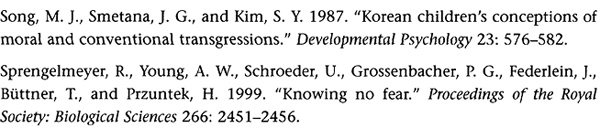 Song, M. J., Smetana, J. G., and Kim, S. Y. 1987. “Korean children’s conceptions of
moral and conventional transgressions.” Developmental Psychology 23: 576–582.
Sprengelmeyer, R., Young, A. W., Schroeder, U., Grossenbacher, P. G., Federlein, J.,
Büttner, T., and Przuntek, H. 1999. “Knowing no fear.” Proceedings of the Royal
Society: Biological Sciences 266: 2451–2456.